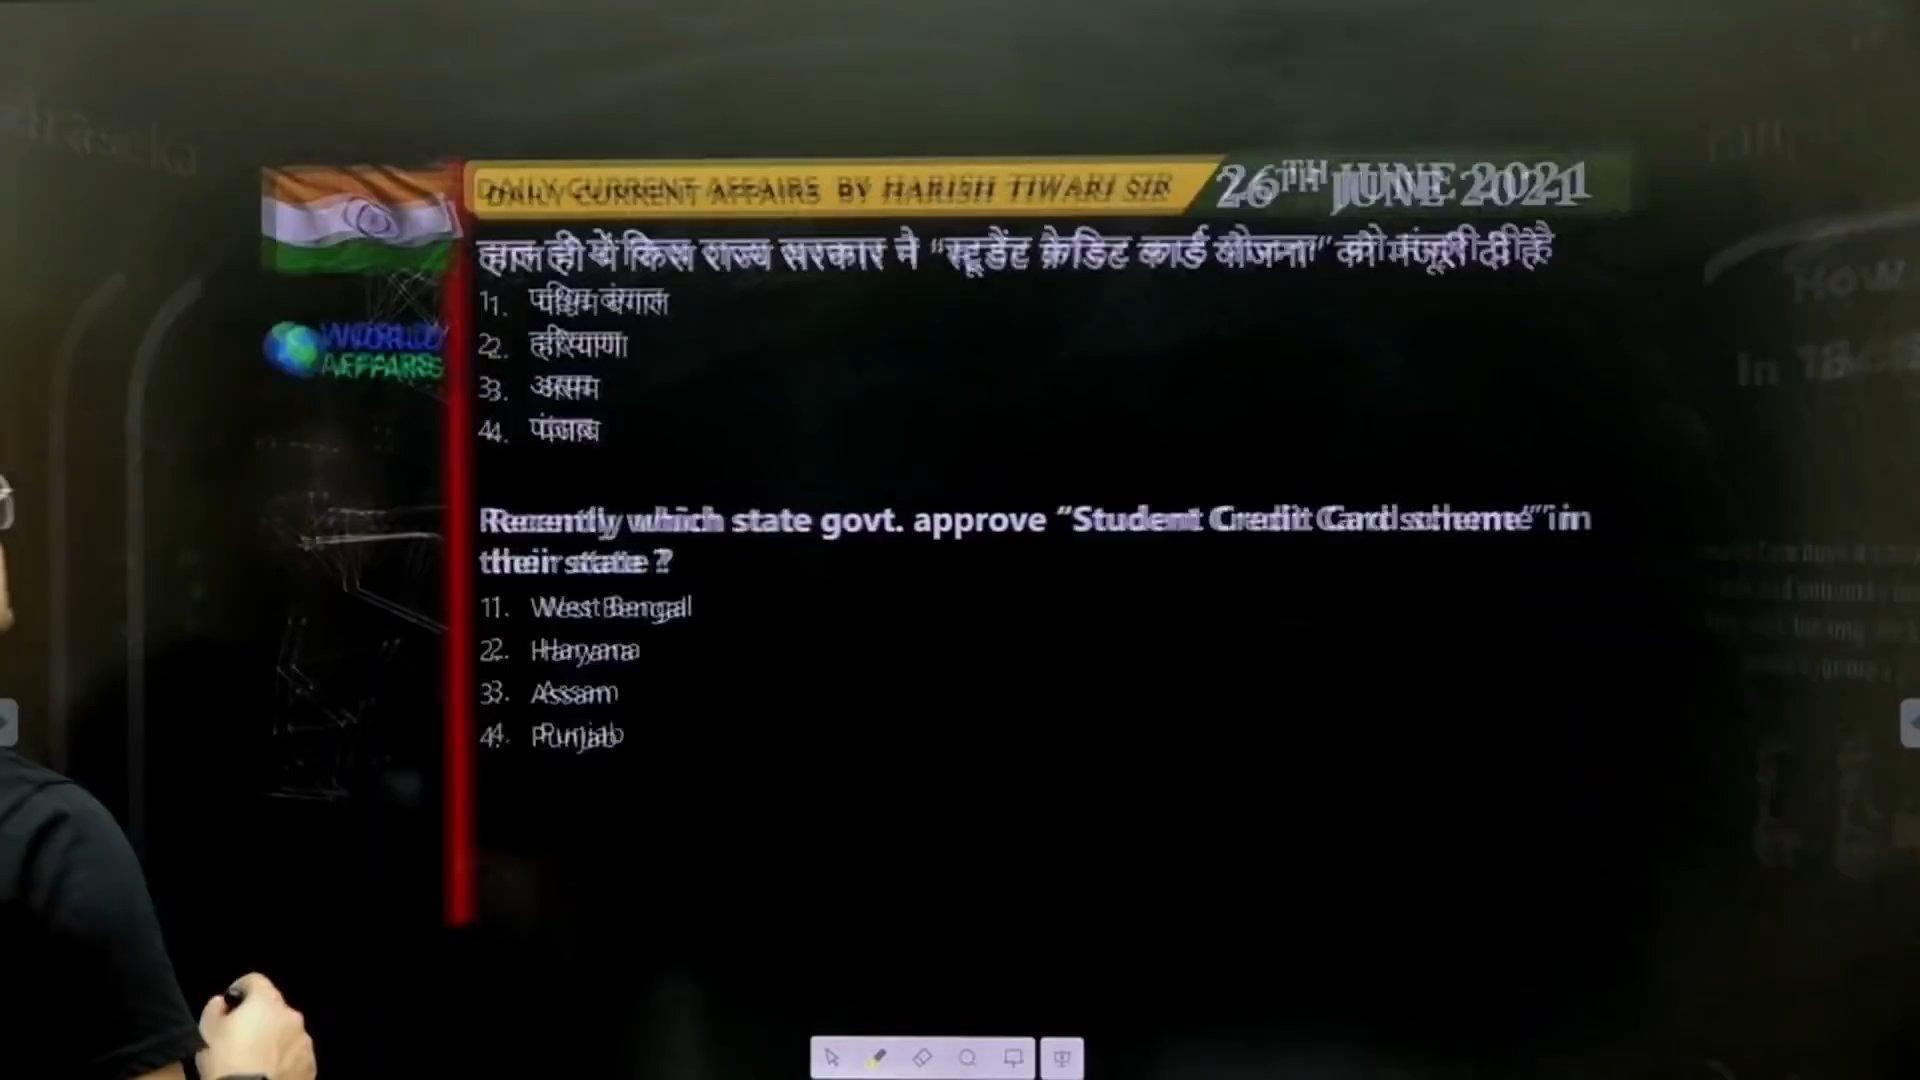 DAILY CURRENT AFFAIRS BY HARISH TIWARI SIR
26TH JUNE 2021
हाल ही में किस राज्य सरकार ने “स्टूडेंट क्रेडिट कार्ड योजना” को मंजूरी दी है
1. पश्चिम बंगाल
2. हरियाणा
3. असम
4. पंजाब
WORLD
AFFAIRS
Recently which state govt. approve “Student Credit Card scheme” in
their state ?
1. West Bengal
2. Haryana
3. Assam
4. Punjab
How
In